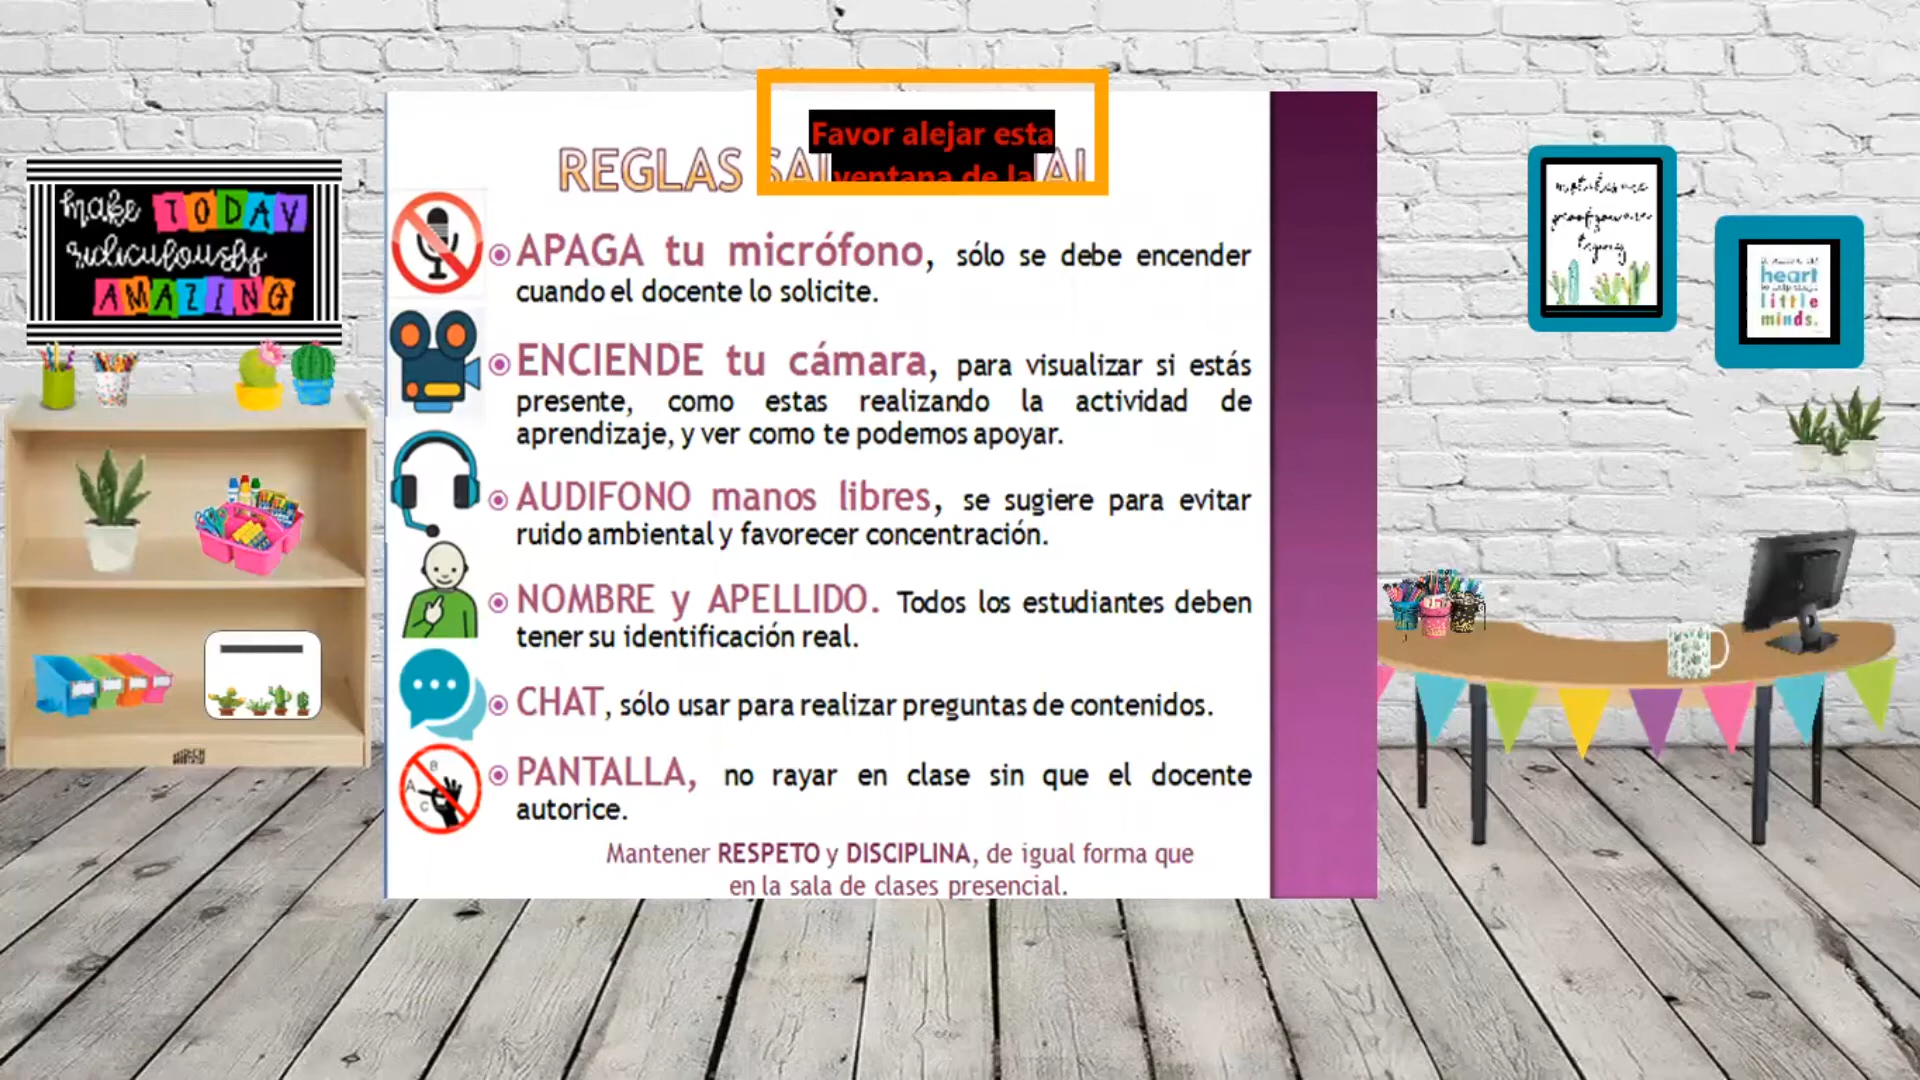 Favor alejar esta
ventana de la
REGLAS
make TODAY
ridiculously
AMAZING
heart
little
minds.
APAGA tu micrófono, sólo se debe encender
cuando el docente lo solicite.
ENCIENDE tu cámara, para visualizar si estás
presente, como estas realizando la actividad de
aprendizaje, y ver como te podemos apoyar.
AUDIFONO manos libres, se sugiere para evitar
ruido ambiental y favorecer concentración.
NOMBRE y APELLIDO. Todos los estudiantes deben
tener su identificación real.
CHAT, sólo usar para realizar preguntas de contenidos.
B
A
C
PANTALLA, no rayar en clase sin que el docente
autorice.
Mantener RESPETO y DISCIPLINA, de igual forma que
en la sala de clases presencial.